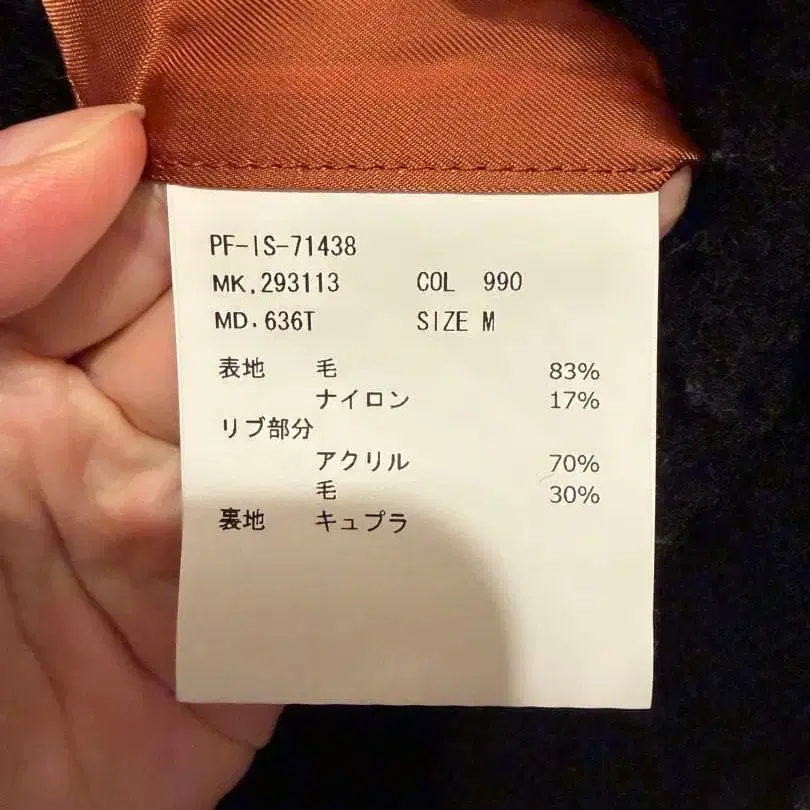 PF-IS-71438
MK.293113 COL 990
MD.636T SIZE M
表地 毛 83%
ナイロン 17%
リブ部分
アクリル 70%
毛 30%
裏地 キュプラ